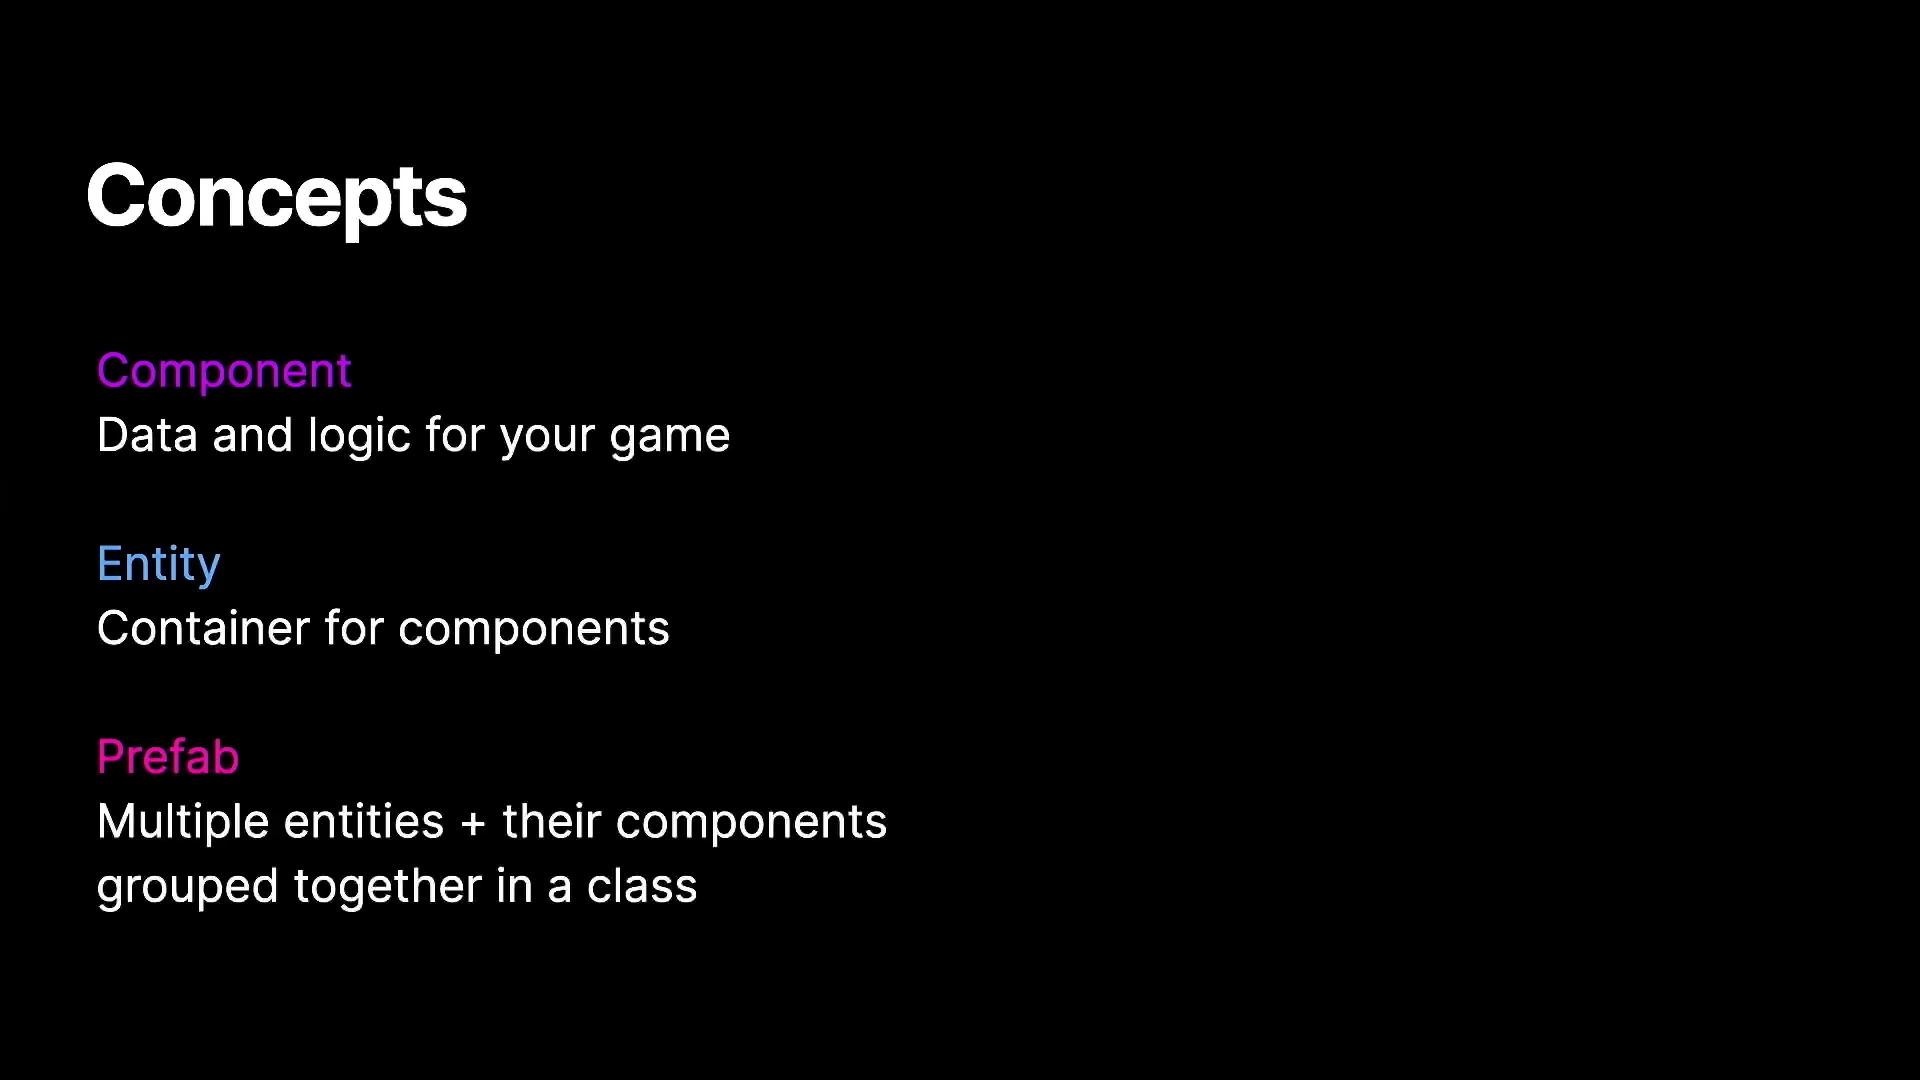 Concepts
Component
Data and logic for your game
Entity
Container for components
Prefab
Multiple entities + their components
grouped together in a class